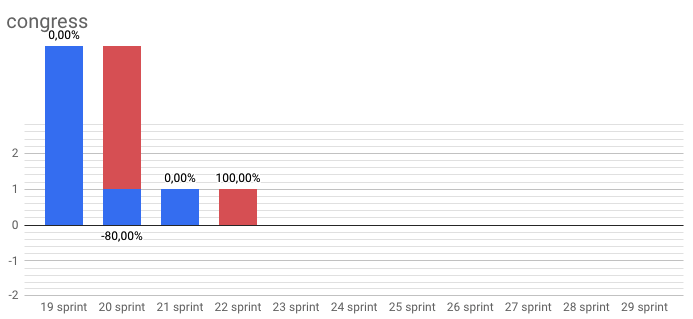 congress
0,00%
0,00%
100,00%
-80,00%
2
1
0
-1
-2
19 sprint
20 sprint
21 sprint
22 sprint
23 sprint
24 sprint
25 sprint
26 sprint
27 sprint
28 sprint
29 sprint